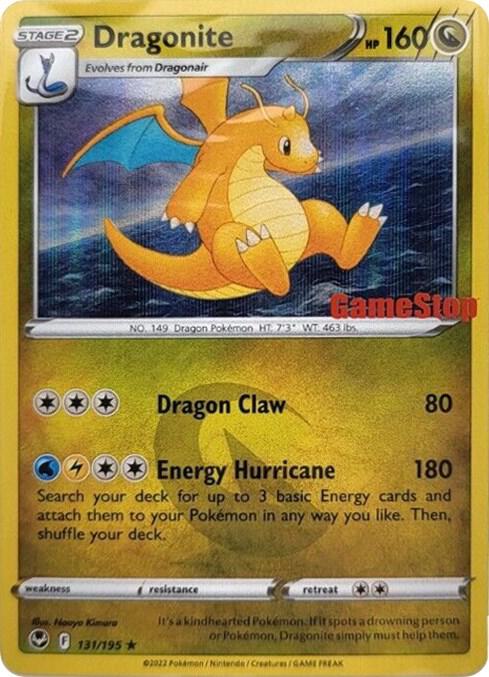 STAGE 2 Dragonite HP 160
Evolves from Dragonair
GameStop
NO. 149 Dragon Pokémon HT: 7'3" WT: 463 lbs.
Dragon Claw 80
Energy Hurricane 180
Search your deck for up to 3 basic Energy cards and
attach them to your Pokémon in any way you like. Then,
shuffle your deck.
weakness resistance retreat
Illus. Naoyo Kimura It's a kindhearted Pokémon. If it spots a drowning person
F 131/195 ★ or Pokémon, Dragonite simply must help them.
©2022 Pokémon / Nintendo / Creatures / GAME FREAK